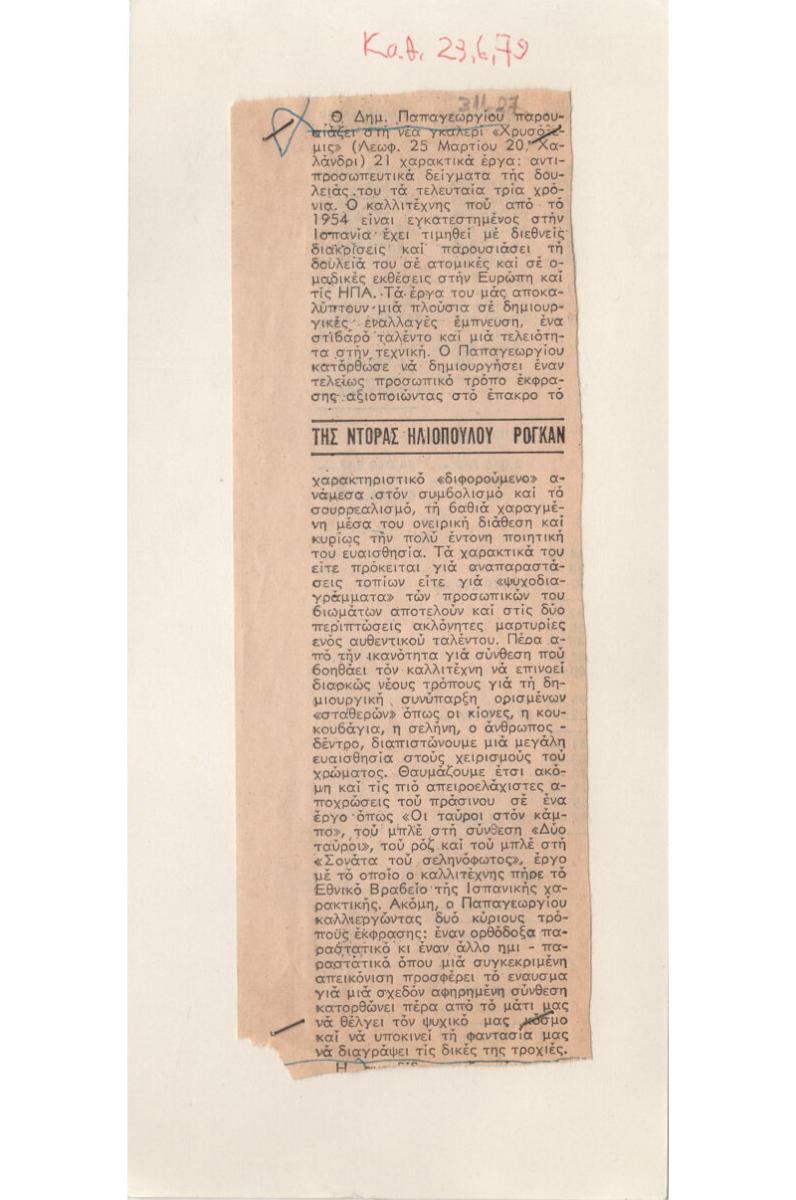 Κα.θ. 23,6,79
311.27
Ο Δημ. Παπαγεωργίου παρου-
σιάζει στή νέα γκαλερί «Χρυσόθε-
μις» (Λεωφ. 25 Μαρτίου 20, Χα-
λάνδρι) 21 χαρακτικά έργα: αντι-
προσωπευτικά δείγματα τής δου-
λειάς του τά τελευταία τρία χρό-
νια. Ο καλλιτέχνης πού από τό
1954 είναι εγκατεστημένος στήν
Ισπανία έχει τιμηθεί μέ διεθνείς
διακρίσεις καί παρουσιάσει τή
δουλειά του σέ ατομικές καί σέ ο-
μαδικές εκθέσεις στήν Ευρώπη καί
τίς ΗΠΑ. Τά έργα του μάς αποκα-
λύπτουν μιά πλούσια σέ δημιουρ-
γικές εναλλαγές έμπνευση, ένα
στιβαρό ταλέντο καί μιά τελειότη-
τα στήν τεχνική. Ο Παπαγεωργίου
κατόρθωσε νά δημιουργήσει έναν
τελείως προσωπικό τρόπο έκφρα-
σης αξιοποιώντας στό έπακρο τό
ΤΗΣ ΝΤΟΡΑΣ ΗΛΙΟΠΟΥΛΟΥ ΡΟΓΚΑΝ
χαρακτηριστικό «διφορούμενο» α-
νάμεσα στόν συμβολισμό καί τό
σουρρεαλισμό, τή βαθιά χαραγμέ-
νη μέσα του ονειρική διάθεση καί
κυρίως τήν πολύ έντονη ποιητική
του ευαισθησία. Τά χαρακτικά του
είτε πρόκειται γιά αναπαραστά-
σεις τοπίων είτε γιά «ψυχοδια-
γράμματα» τών προσωπικών του
βιωμάτων αποτελούν καί στίς δύο
περιπτώσεις ακλόνητες μαρτυρίες
ενός αυθεντικού ταλέντου. Πέρα α-
πό τήν ικανότητα γιά σύνθεση πού
βοηθάει τόν καλλιτέχνη νά επινοεί
διαρκώς νέους τρόπους γιά τή δη-
μιουργική συνύπαρξη ορισμένων
«σταθερών» όπως οι κίονες, η κου-
κουβάγια, η σελήνη, ο άνθρωπος -
δέντρο, διαπιστώνουμε μιά μεγάλη
ευαισθησία στούς χειρισμούς τού
χρώματος. Θαυμάζουμε έτσι ακό-
μη καί τίς πιό απειροελάχιστες α-
ποχρώσεις τού πράσινου σέ ένα
έργο όπως «Οι ταύροι στόν κάμ-
πο», τού μπλέ στή σύνθεση «Δύο
ταύροι», τού ρόζ καί τού μπλέ στή
«Σονάτα τού σεληνόφωτος», έργο
μέ τό οποίο ο καλλιτέχνης πήρε τό
Εθνικό Βραβείο τής Ισπανικής χα-
ρακτικής. Ακόμη, ο Παπαγεωργίου
καλλιεργώντας δυό κύριους τρό-
πους έκφρασης: έναν ορθόδοξα πα-
ραστατικό κι έναν άλλο ημι - πα-
ραστατικά όπου μιά συγκεκριμένη
απεικόνιση προσφέρει τό εναυσμα
γιά μιά σχεδόν αφηρημένη σύνθεση
κατορθώνει πέρα από τό μάτι μας
νά θέλγει τόν ψυχικό μας κόσμο
καί νά υποκινεί τή φαντασία μας
νά διαγράψει τίς δικές της τροχιές.
Η